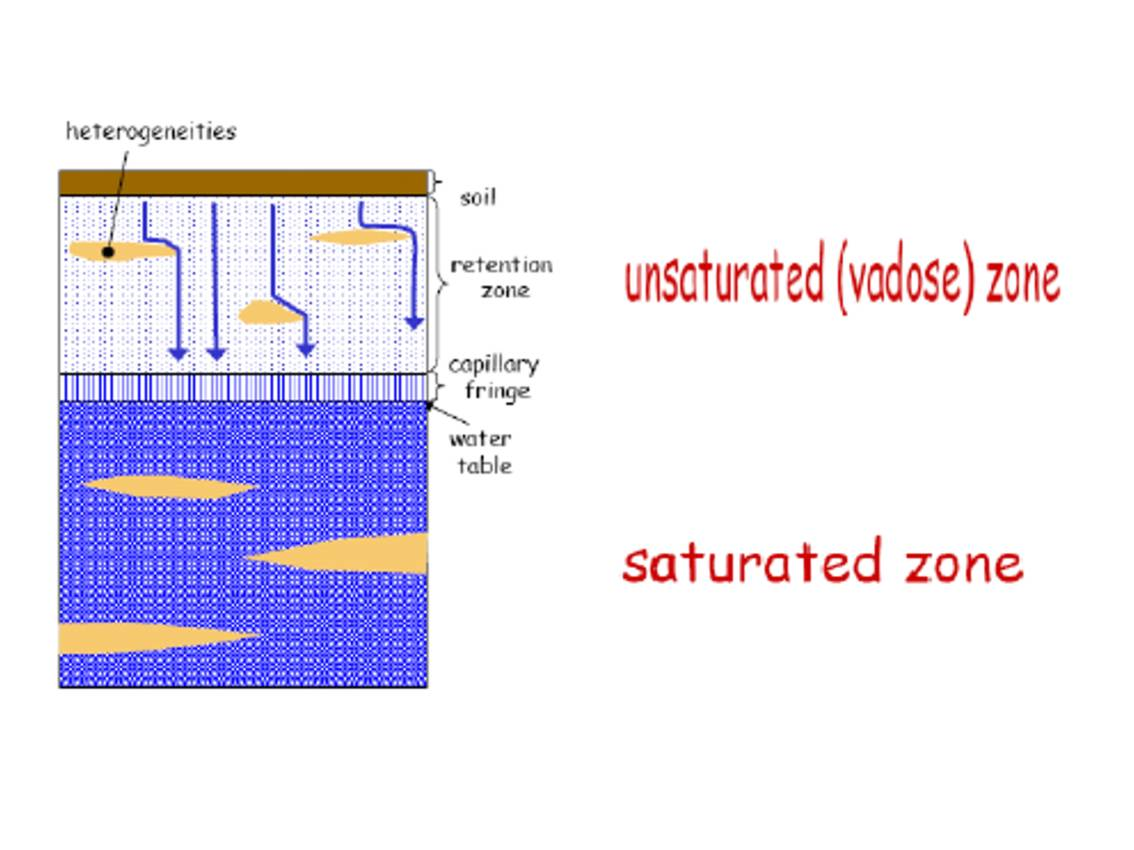 heterogeneities
soil
retention
zone
unsaturated (vadose) zone
capillary
fringe
water
table
saturated zone